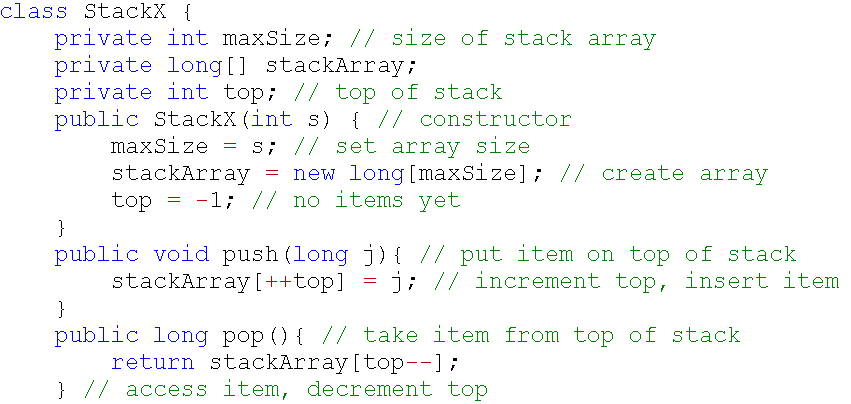 class StackX {
    private int maxSize; // size of stack array
    private long[] stackArray;
    private int top; // top of stack
    public StackX(int s) { // constructor
        maxSize = s; // set array size
        stackArray = new long[maxSize]; // create array
        top = -1; // no items yet
    }
    public void push(long j){ // put item on top of stack
        stackArray[++top] = j; // increment top, insert item
    }
    public long pop(){ // take item from top of stack
        return stackArray[top--];
    } // access item, decrement top